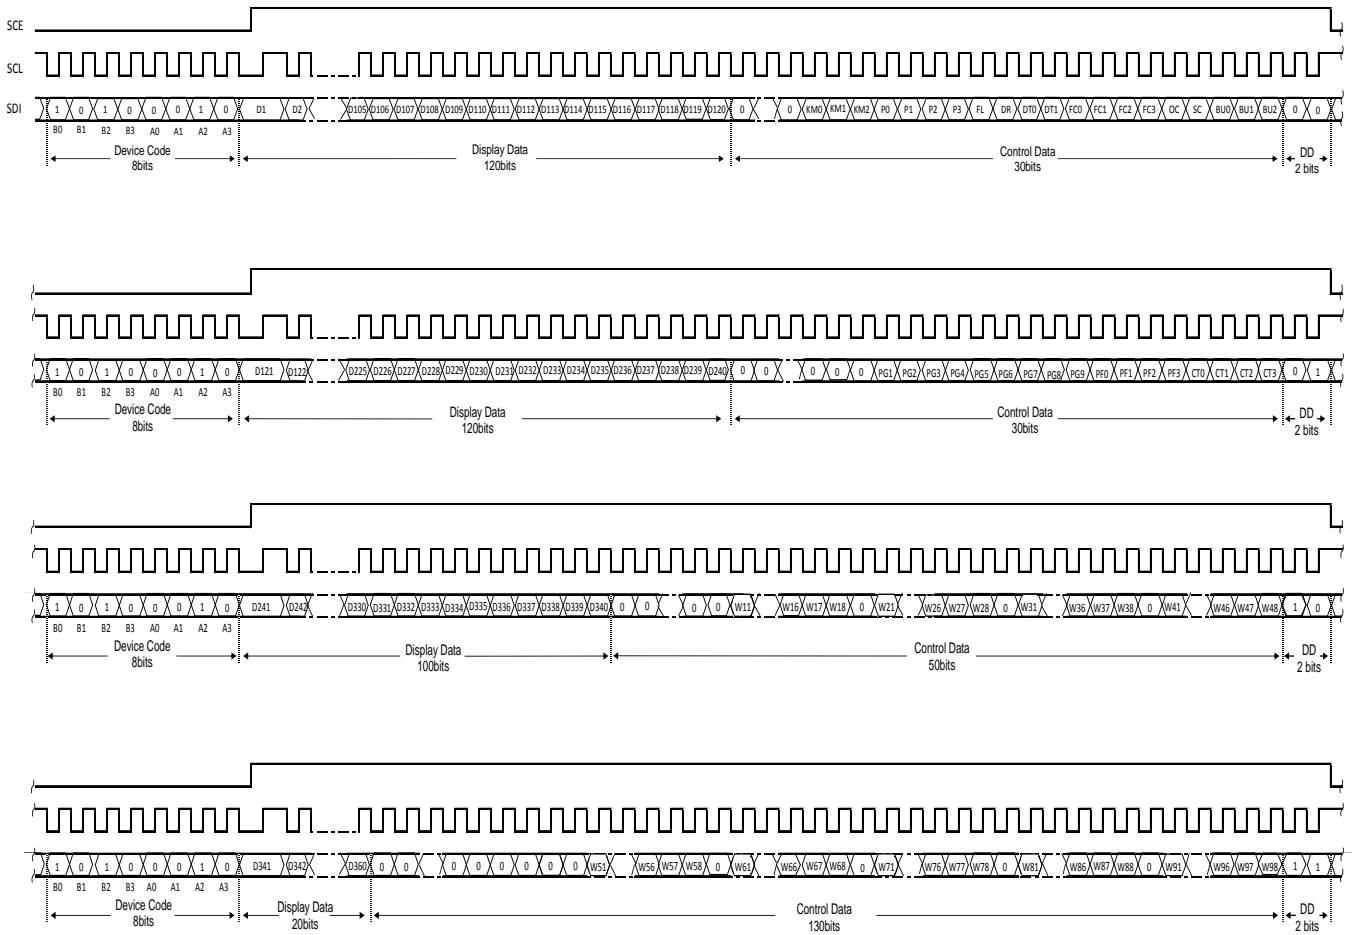 SCE
SCL
SDI 1 0 1 0 0 0 1 0 D1 D2 D105 D106 D107 D108 D109 D110 D111 D112 D113 D114 D115 D116 D117 D118 D119 D120 0 0 KM0 KM1 KM2 P0 P1 P2 P3 FL DR DT0 DT1 FC0 FC1 FC2 FC3 OC SC BU0 BU1 BU2 0 0
B0 B1 B2 B3 A0 A1 A2 A3
Device Code Display Data Control Data DD
8bits 120bits 30bits 2 bits
1 0 1 0 0 0 1 0 D121 D122 D225 D226 D227 D228 D229 D230 D231 D232 D233 D234 D235 D236 D237 D238 D239 D240 0 0 0 0 0 PG1 PG2 PG3 PG4 PG5 PG6 PG7 PG8 PG9 PF0 PF1 PF2 PF3 CT0 CT1 CT2 CT3 0 1
B0 B1 B2 B3 A0 A1 A2 A3
Device Code Display Data Control Data DD
8bits 120bits 30bits 2 bits
1 0 1 0 0 0 1 0 D241 D242 D330 D331 D332 D333 D334 D335 D336 D337 D338 D339 D340 0 0 0 0 W11 W16 W17 W18 0 W21 W26 W27 W28 0 W31 W36 W37 W38 0 W41 W46 W47 W48 1 0
B0 B1 B2 B3 A0 A1 A2 A3
Device Code Display Data Control Data DD
8bits 100bits 50bits 2 bits
1 0 1 0 0 0 1 0 D341 D342 D360 0 0 0 0 0 0 0 0 W51 W56 W57 W58 0 W61 W66 W67 W68 0 W71 W76 W77 W78 0 W81 W86 W87 W88 0 W91 W96 W97 W98 1 1
B0 B1 B2 B3 A0 A1 A2 A3
Device Code Display Data Control Data DD
8bits 20bits 130bits 2 bits